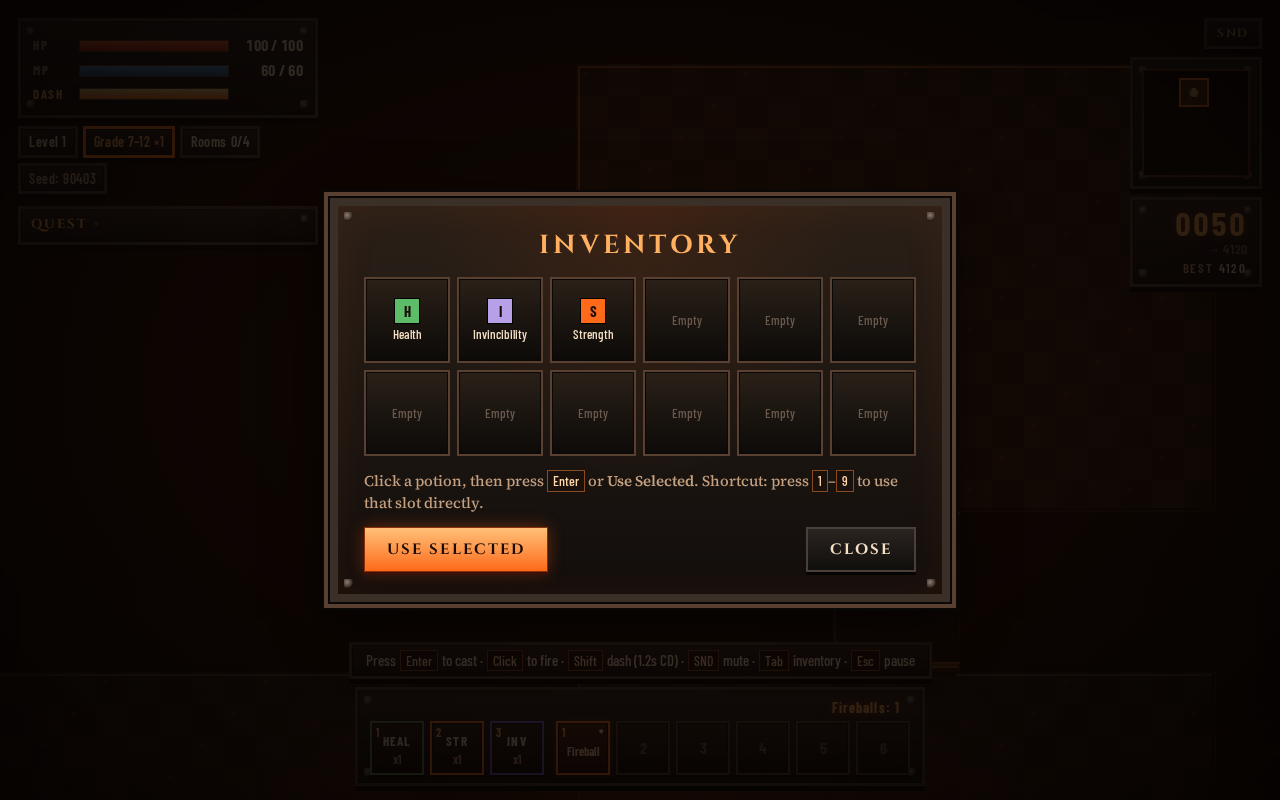 HP 100 / 100
MP 60 / 60
DASH
Level 1 Grade 7–12 ×1 Rooms 0/4
Seed: 90403
QUEST
SND
0050
→ 4120
BEST 4120
INVENTORY
H I S
Health Invincibility Strength Empty Empty Empty
Empty Empty Empty Empty Empty Empty
Click a potion, then press Enter or Use Selected. Shortcut: press 1–9 to use
that slot directly.
USE SELECTED CLOSE
Press Enter to cast · Click to fire · Shift dash (1.2s CD) · SND mute · Tab inventory · Esc pause
Fireballs: 1
1 HEAL x1 2 STR x1 3 INV x1 1 Fireball 2 3 4 5 6